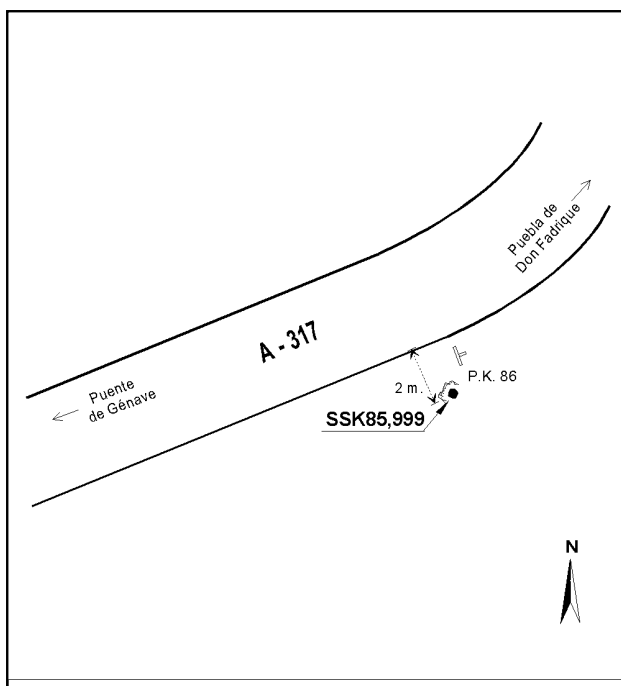 Puebla de
Don Fadrique
A - 317
Puente
de Génave
P.K. 86
2 m.
SSK85,999
N